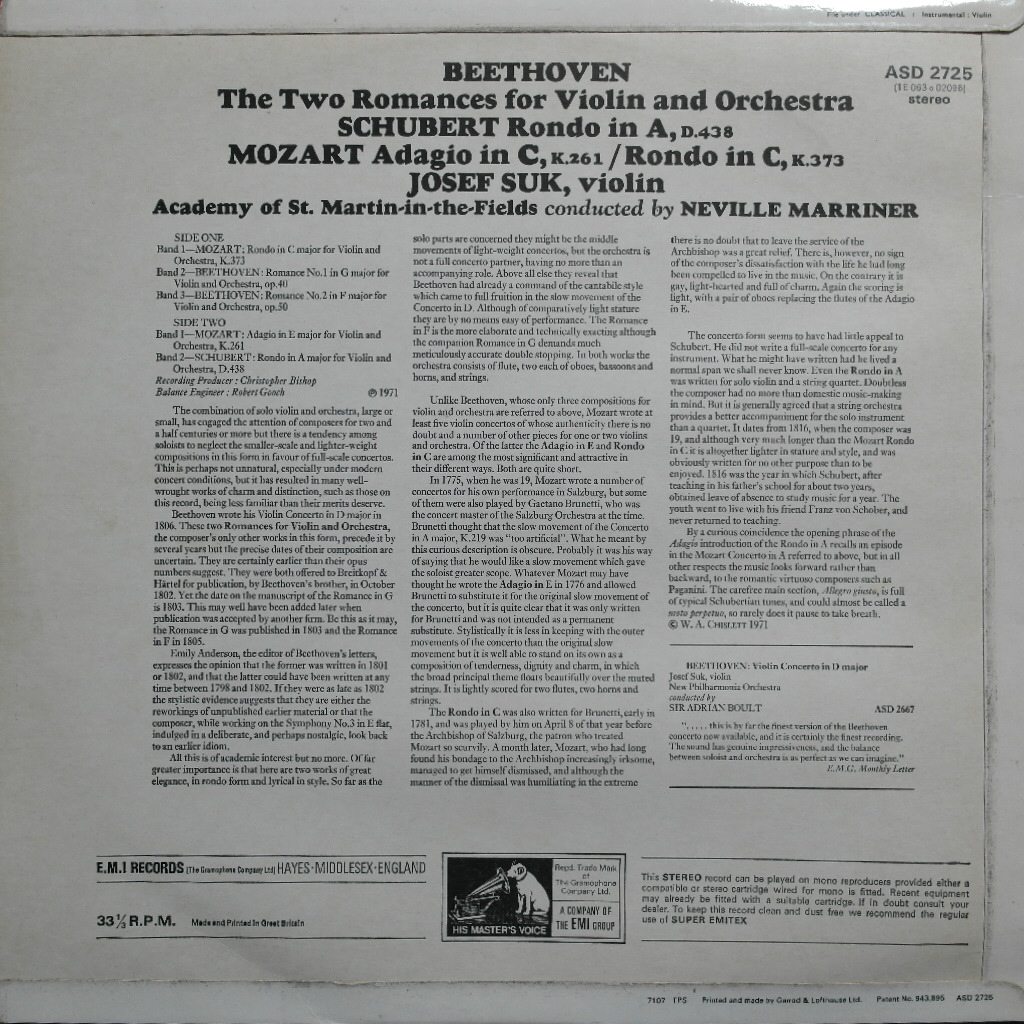 File under CLASSICAL : Instrumental : Violin
BEETHOVEN
The Two Romances for Violin and Orchestra
SCHUBERT Rondo in A, D.438
MOZART Adagio in C, K.261 / Rondo in C, K.373
JOSEF SUK, violin
Academy of St. Martin-in-the-Fields conducted by NEVILLE MARRINER
ASD 2725
(1E 063 o 02098)
stereo
SIDE ONE
Band 1—MOZART: Rondo in C major for Violin and
Orchestra, K.373
Band 2—BEETHOVEN: Romance No.1 in G major for
Violin and Orchestra, op.40
Band 3—BEETHOVEN: Romance No.2 in F major for
Violin and Orchestra, op.50
SIDE TWO
Band 1—MOZART: Adagio in E major for Violin and
Orchestra, K.261
Band 2—SCHUBERT: Rondo in A major for Violin and
Orchestra, D.438
Recording Producer : Christopher Bishop
Balance Engineer : Robert Gooch ℗ 1971
The combination of solo violin and orchestra, large or
small, has engaged the attention of composers for two and
a half centuries or more but there is a tendency among
soloists to neglect the smaller-scale and lighter-weight
compositions in this form in favour of full-scale concertos.
This is perhaps not unnatural, especially under modern
concert conditions, but it has resulted in many well-
wrought works of charm and distinction, such as those on
this record, being less familiar than their merits deserve.
Beethoven wrote his Violin Concerto in D major in
1806. These two Romances for Violin and Orchestra,
the composer's only other works in this form, precede it by
several years but the precise dates of their composition are
uncertain. They are certainly earlier than their opus
numbers suggest. They were both offered to Breitkopf &
Härtel for publication, by Beethoven's brother, in October
1802. Yet the date on the manuscript of the Romance in G
is 1803. This may well have been added later when
publication was accepted by another firm. Be this as it may,
the Romance in G was published in 1803 and the Romance
in F in 1805.
Emily Anderson, the editor of Beethoven's letters,
expresses the opinion that the former was written in 1801
or 1802, and that the latter could have been written at any
time between 1798 and 1802. If they were as late as 1802
the stylistic evidence suggests that they are either the
reworkings of unpublished earlier material or that the
composer, while working on the Symphony No.3 in E flat,
indulged in a deliberate, and perhaps nostalgic, look back
to an earlier idiom.
All this is of academic interest but no more. Of far
greater importance is that here are two works of great
elegance, in rondo form and lyrical in style. So far as the
solo parts are concerned they might be the middle
movements of light-weight concertos, but the orchestra is
not a full concerto partner, having no more than an
accompanying role. Above all else they reveal that
Beethoven had already a command of the cantabile style
which came to full fruition in the slow movement of the
Concerto in D. Although of comparatively light stature
they are by no means easy of performance. The Romance
in F is the more elaborate and technically exacting although
the companion Romance in G demands much
meticulously accurate double stopping. In both works the
orchestra consists of flute, two each of oboes, bassoons and
horns, and strings.
Unlike Beethoven, whose only three compositions for
violin and orchestra are referred to above, Mozart wrote at
least five violin concertos of whose authenticity there is no
doubt and a number of other pieces for one or two violins
and orchestra. Of the latter the Adagio in E and Rondo
in C are among the most significant and attractive in
their different ways. Both are quite short.
In 1775, when he was 19, Mozart wrote a number of
concertos for his own performance in Salzburg, but some
of them were also played by Gaetano Brunetti, who was
the concert master of the Salzburg Orchestra at the time.
Brunetti thought that the slow movement of the Concerto
in A major, K.219 was "too artificial". What he meant by
this curious description is obscure. Probably it was his way
of saying that he would like a slow movement which gave
the soloist greater scope. Whatever Mozart may have
thought he wrote the Adagio in E in 1776 and allowed
Brunetti to substitute it for the original slow movement of
the concerto, but it is quite clear that it was only written
for Brunetti and was not intended as a permanent
substitute. Stylistically it is less in keeping with the outer
movements of the concerto than the original slow
movement but it is well able to stand on its own as a
composition of tenderness, dignity and charm, in which
the broad principal theme floats beautifully over the muted
strings. It is lightly scored for two flutes, two horns and
strings.
The Rondo in C was also written for Brunetti, early in
1781, and was played by him on April 8 of that year before
the Archbishop of Salzburg, the patron who treated
Mozart so scurvily. A month later, Mozart, who had long
found his bondage to the Archbishop increasingly irksome,
managed to get himself dismissed, and although the
manner of the dismissal was humiliating in the extreme
there is no doubt that to leave the service of the
Archbishop was a great relief. There is, however, no sign
of the composer's dissatisfaction with the life he had long
been compelled to live in the music. On the contrary it is
gay, light-hearted and full of charm. Again the scoring is
light, with a pair of oboes replacing the flutes of the Adagio
in E.
The concerto form seems to have had little appeal to
Schubert. He did not write a full-scale concerto for any
instrument. What he might have written had he lived a
normal span we shall never know. Even the Rondo in A
was written for solo violin and a string quartet. Doubtless
the composer had no more than domestic music-making
in mind. But it is generally agreed that a string orchestra
provides a better accompaniment for the solo instrument
than a quartet. It dates from 1816, when the composer was
19, and although very much longer than the Mozart Rondo
in C it is altogether lighter in stature and style, and was
obviously written for no other purpose than to be
enjoyed. 1816 was the year in which Schubert, after
teaching in his father's school for about two years,
obtained leave of absence to study music for a year. The
youth went to live with his friend Franz von Schober, and
never returned to teaching.
By a curious coincidence the opening phrase of the
Adagio introduction of the Rondo in A recalls an episode
in the Mozart Concerto in A referred to above, but in all
other respects the music looks forward rather than
backward, to the romantic virtuoso composers such as
Paganini. The carefree main section, Allegro giusto, is full
of typical Schubertian tunes, and could almost be called a
moto perpetuo, so rarely does it pause to take breath.
© W. A. CHISLETT 1971
BEETHOVEN: Violin Concerto in D major
Josef Suk, violin
New Philharmonia Orchestra
conducted by
SIR ADRIAN BOULT ASD 2667
". . . . . this is by far the finest version of the Beethoven
concerto now available, and it is certainly the finest recording.
The sound has genuine impressiveness, and the balance
between soloist and orchestra is as perfect as we can imagine."
E.M.G. Monthly Letter
E.M.I RECORDS (The Gramophone Company Ltd) HAYES·MIDDLESEX·ENGLAND
33⅓ R.P.M. Made and Printed in Great Britain
HIS MASTER'S VOICE
Regd. Trade Mark
of
The Gramophone
Company Ltd.
A COMPANY OF
THE EMI GROUP
This STEREO record can be played on mono reproducers provided either a
compatible or stereo cartridge wired for mono is fitted. Recent equipment
may already be fitted with a suitable cartridge. If in doubt consult your
dealer. To keep this record clean and dust free we recommend the regular
use of SUPER EMITEX
7107 TPS Printed and made by Garrod & Lofthouse Ltd. Patent No. 943,895 ASD 2725